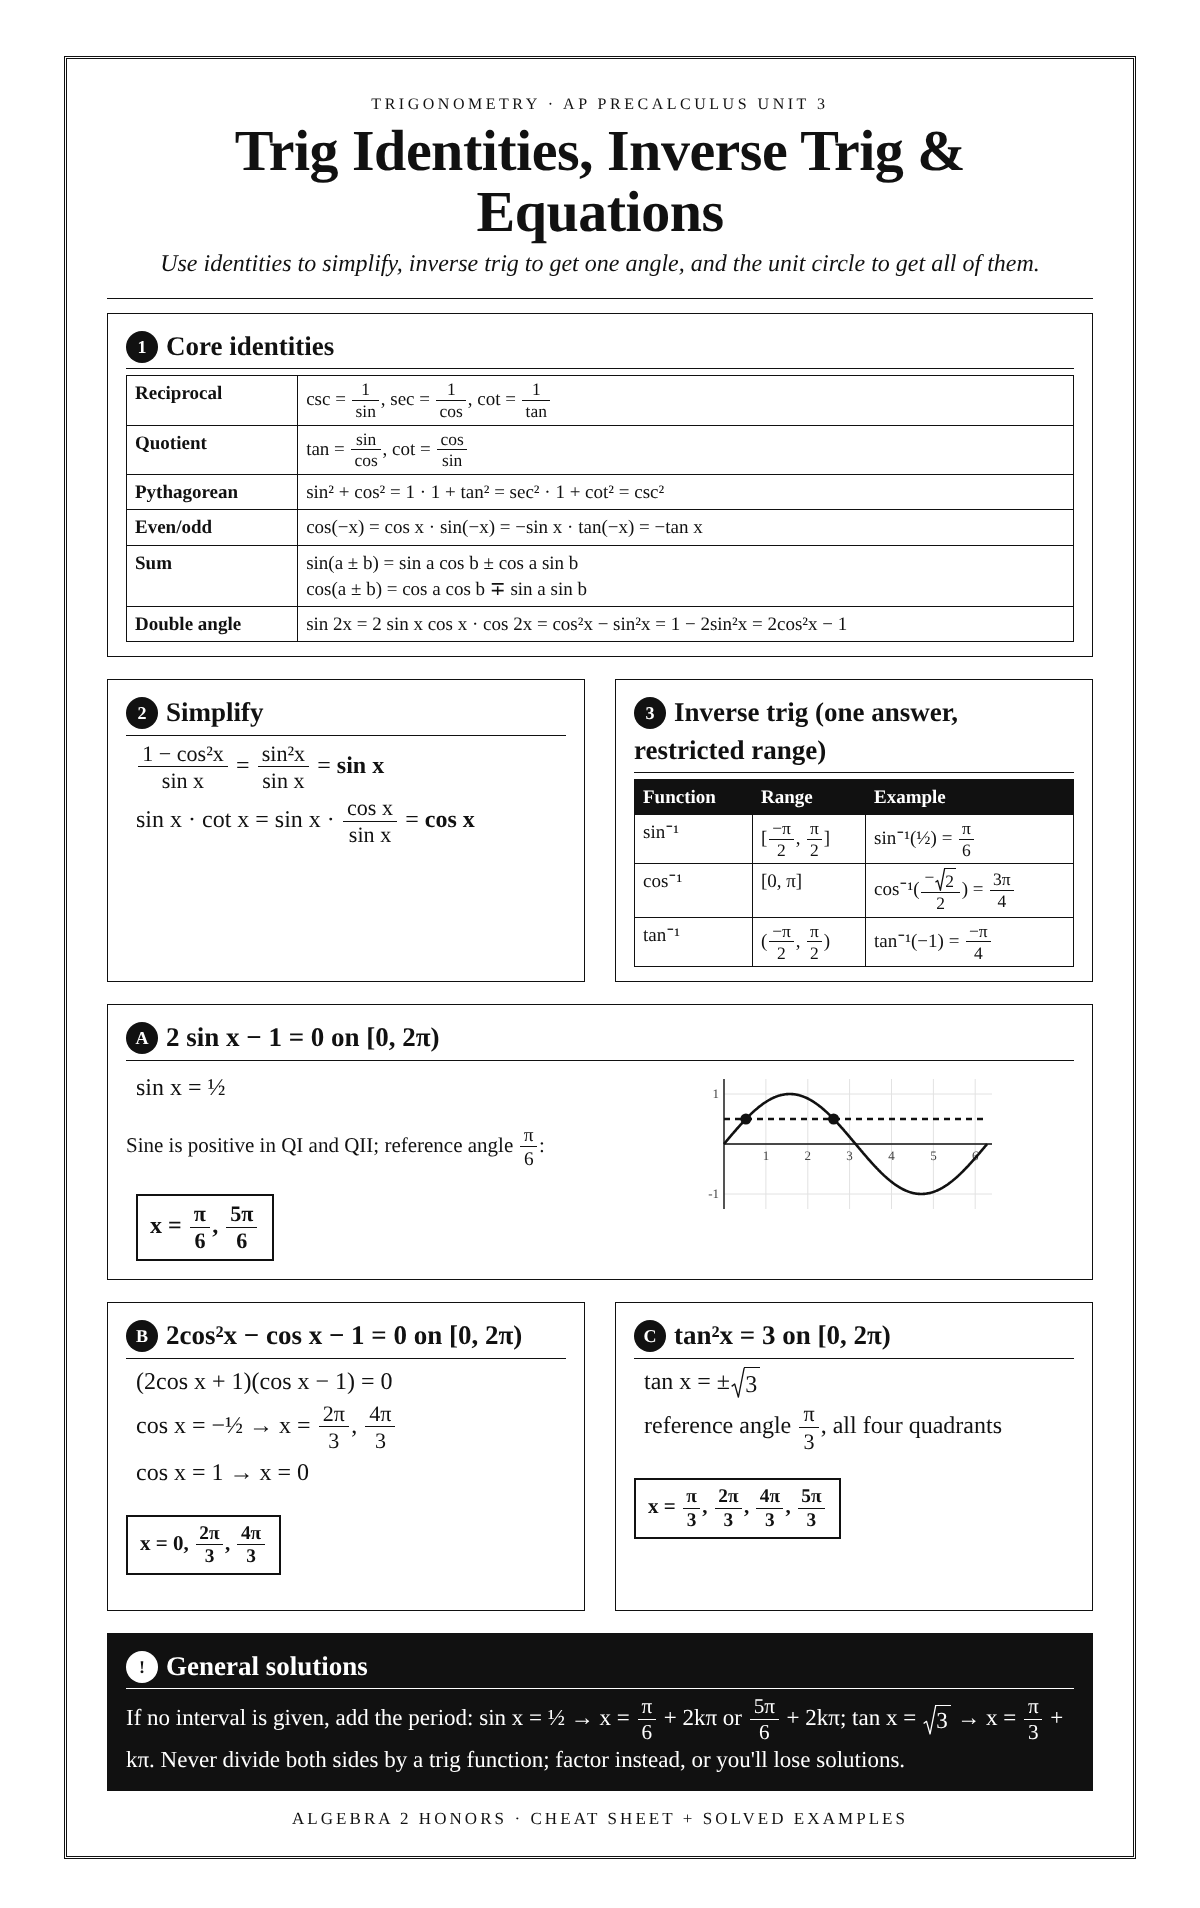 TRIGONOMETRY · AP PRECALCULUS UNIT 3
Trig Identities, Inverse Trig &
Equations
Use identities to simplify, inverse trig to get one angle, and the unit circle to get all of them.
1 Core identities
Reciprocal csc = 1/sin, sec = 1/cos, cot = 1/tan
Quotient tan = sin/cos, cot = cos/sin
Pythagorean sin² + cos² = 1 · 1 + tan² = sec² · 1 + cot² = csc²
Even/odd cos(−x) = cos x · sin(−x) = −sin x · tan(−x) = −tan x
Sum sin(a ± b) = sin a cos b ± cos a sin b
cos(a ± b) = cos a cos b ∓ sin a sin b
Double angle sin 2x = 2 sin x cos x · cos 2x = cos²x − sin²x = 1 − 2sin²x = 2cos²x − 1
2 Simplify
(1 − cos²x)/(sin x) = (sin²x)/(sin x) = sin x
sin x · cot x = sin x · (cos x)/(sin x) = cos x
3 Inverse trig (one answer,
restricted range)
Function Range Example
sin⁻¹ [−π/2, π/2] sin⁻¹(½) = π/6
cos⁻¹ [0, π] cos⁻¹(−√2/2) = 3π/4
tan⁻¹ (−π/2, π/2) tan⁻¹(−1) = −π/4
A 2 sin x − 1 = 0 on [0, 2π)
sin x = ½
Sine is positive in QI and QII; reference angle π/6:
x = π/6, 5π/6
1
1 2 3 4 5 6
-1
B 2cos²x − cos x − 1 = 0 on [0, 2π)
(2cos x + 1)(cos x − 1) = 0
cos x = −½ → x = 2π/3, 4π/3
cos x = 1 → x = 0
x = 0, 2π/3, 4π/3
C tan²x = 3 on [0, 2π)
tan x = ±√3
reference angle π/3, all four quadrants
x = π/3, 2π/3, 4π/3, 5π/3
! General solutions
If no interval is given, add the period: sin x = ½ → x = π/6 + 2kπ or 5π/6 + 2kπ; tan x = √3 → x = π/3 +
kπ. Never divide both sides by a trig function; factor instead, or you'll lose solutions.
ALGEBRA 2 HONORS · CHEAT SHEET + SOLVED EXAMPLES